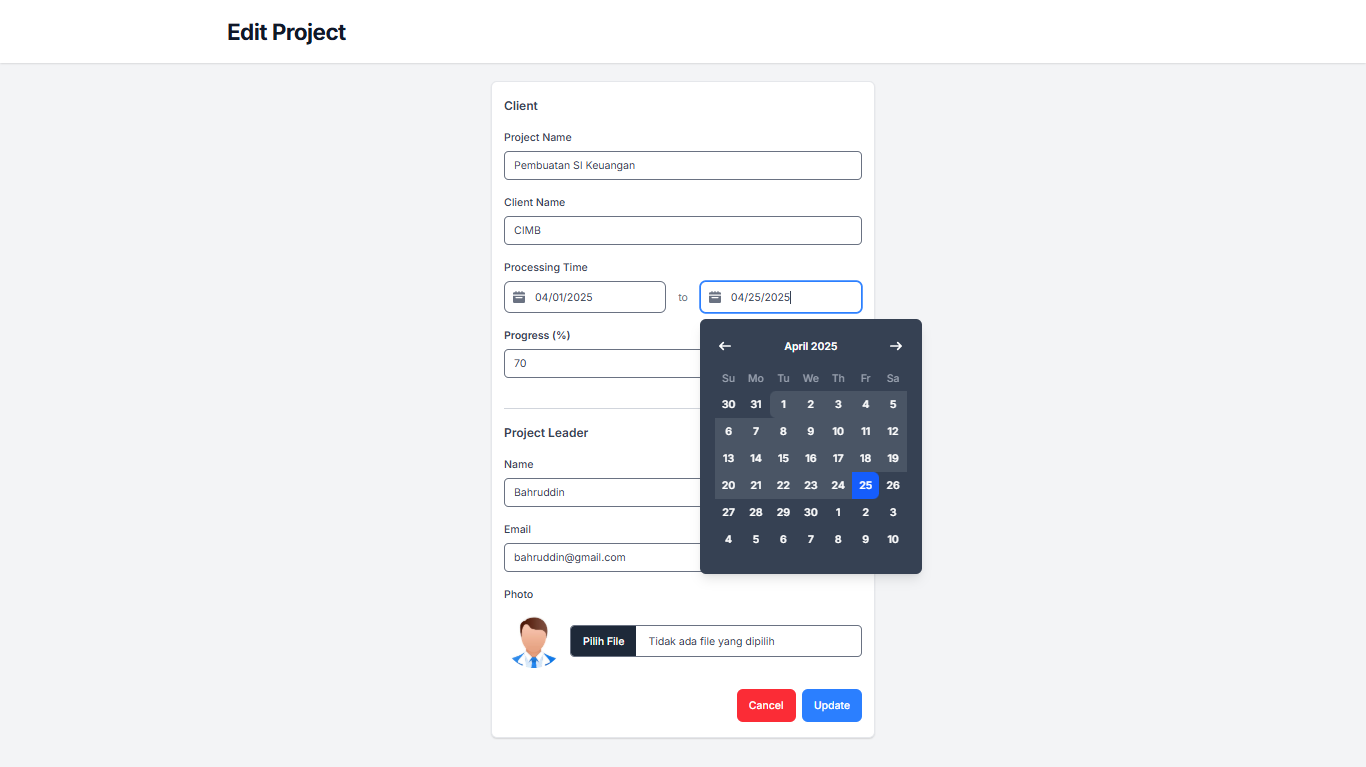 Edit Project
Client
Project Name
Pembuatan SI Keuangan
Client Name
CIMB
Processing Time
04/01/2025 to 04/25/2025
Progress (%)
70
April 2025
Su Mo Tu We Th Fr Sa
30 31 1 2 3 4 5
6 7 8 9 10 11 12
13 14 15 16 17 18 19
20 21 22 23 24 25 26
27 28 29 30 1 2 3
4 5 6 7 8 9 10
Project Leader
Name
Bahruddin
Email
bahruddin@gmail.com
Photo
Pilih File Tidak ada file yang dipilih
Cancel Update